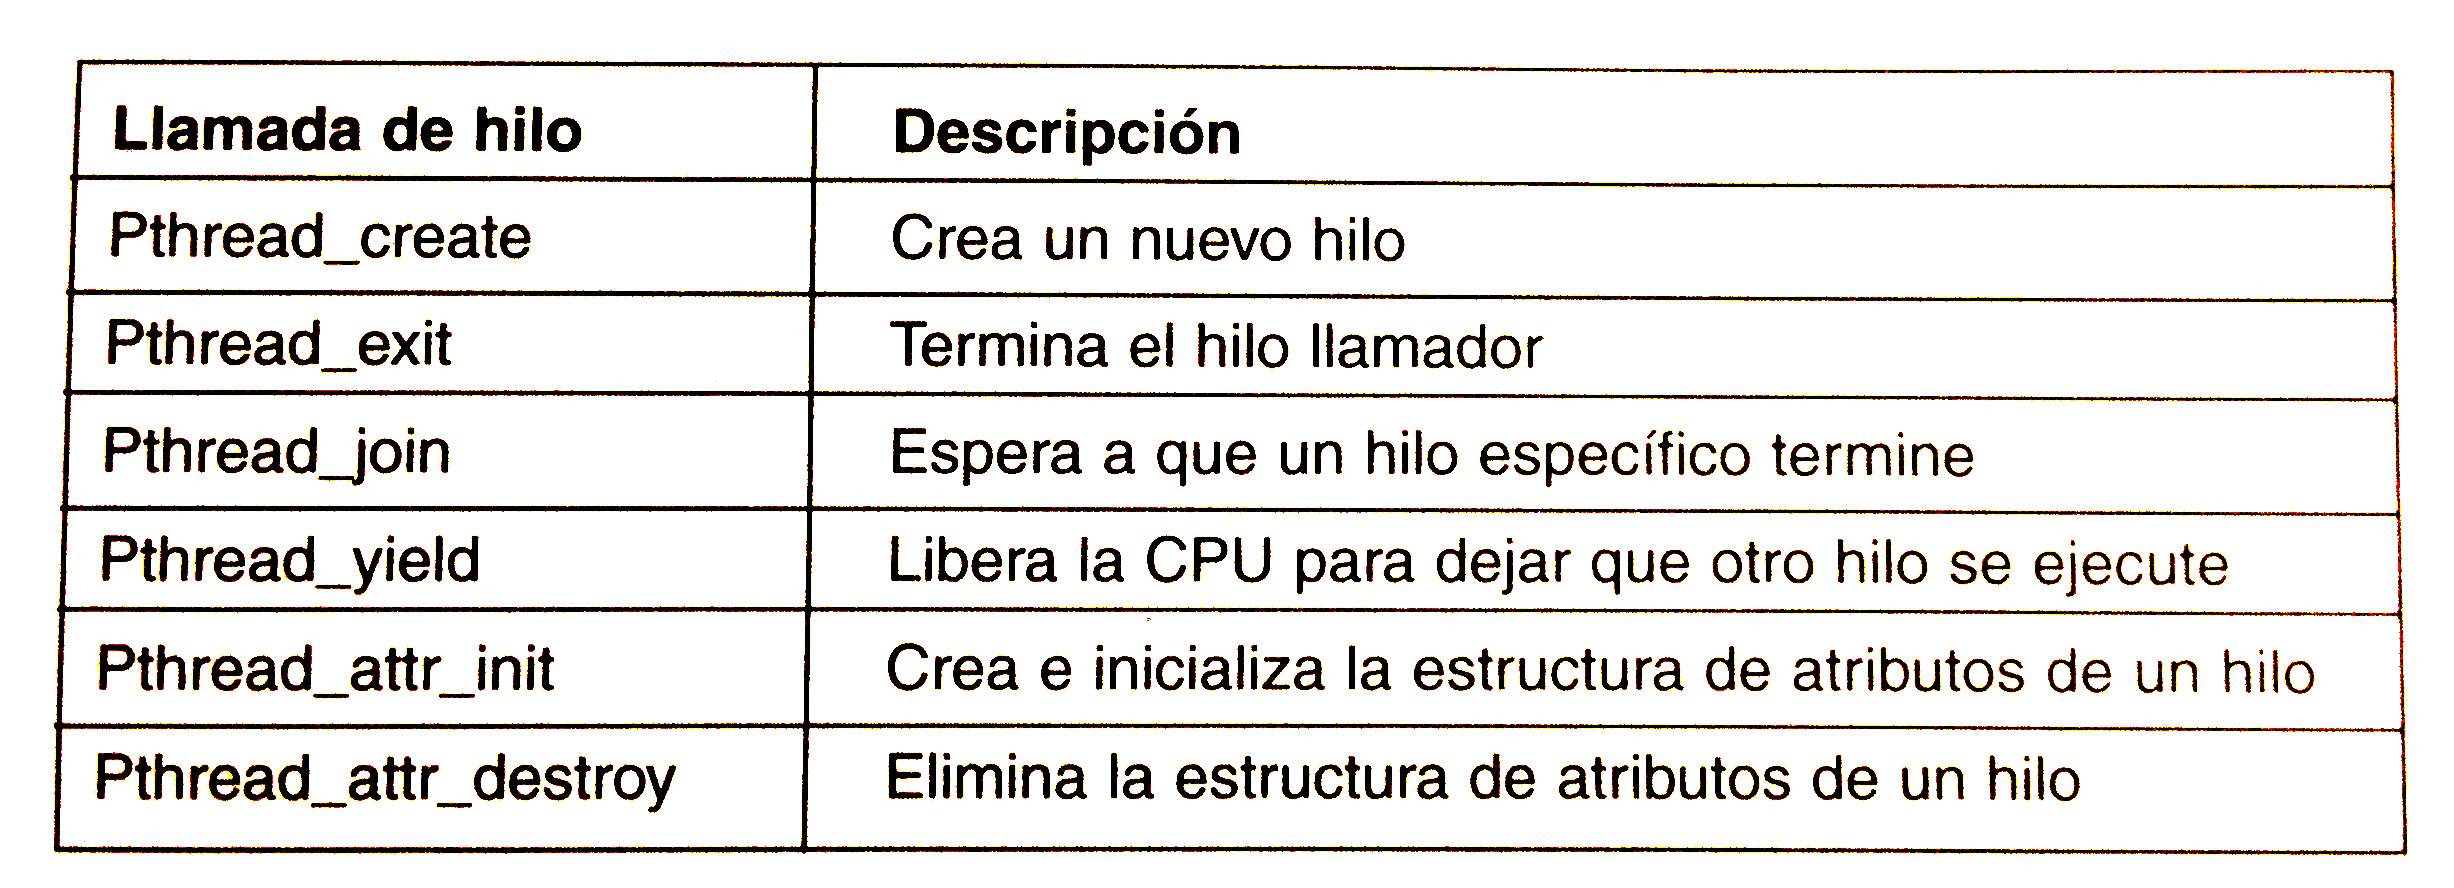 Llamada de hilo Descripción
Pthread_create Crea un nuevo hilo
Pthread_exit Termina el hilo llamador
Pthread_join Espera a que un hilo específico termine
Pthread_yield Libera la CPU para dejar que otro hilo se ejecute
Pthread_attr_init Crea e inicializa la estructura de atributos de un hilo
Pthread_attr_destroy Elimina la estructura de atributos de un hilo